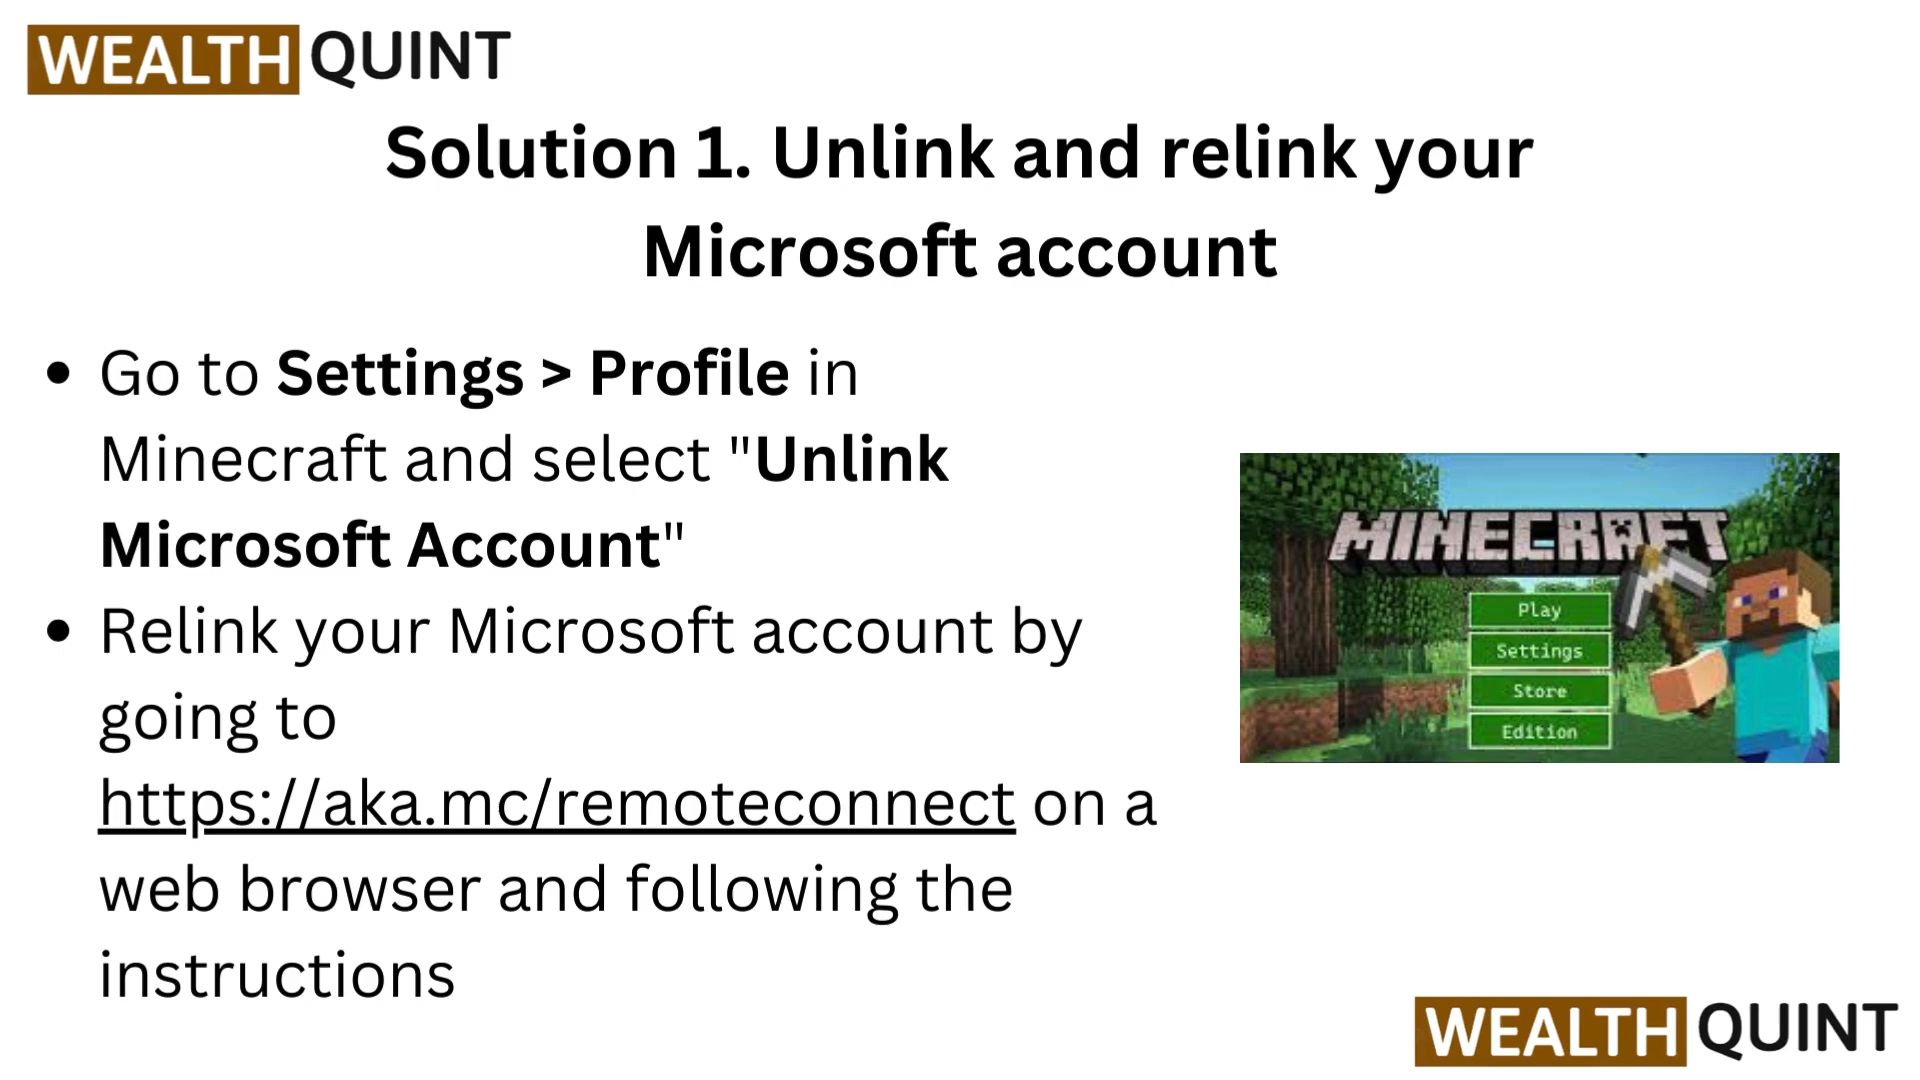 WEALTH QUINT
Solution 1. Unlink and relink your
Microsoft account
• Go to Settings > Profile in
Minecraft and select "Unlink
Microsoft Account"
• Relink your Microsoft account by
going to
https://aka.mc/remoteconnect on a
web browser and following the
instructions
MINECRAFT
Play
Settings
Store
Edition
WEALTH QUINT